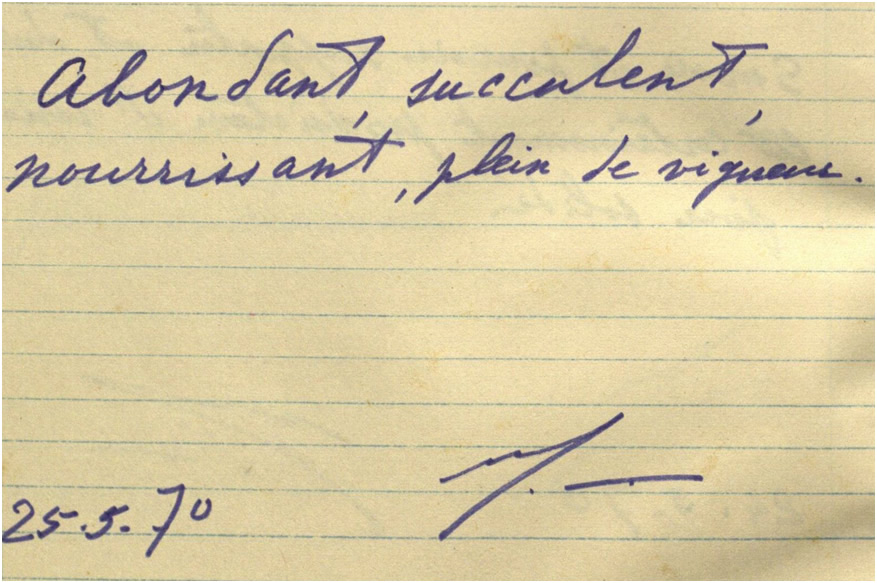 Abondant, succulent,
nourrissant, plein de vigueur.
25.5.70